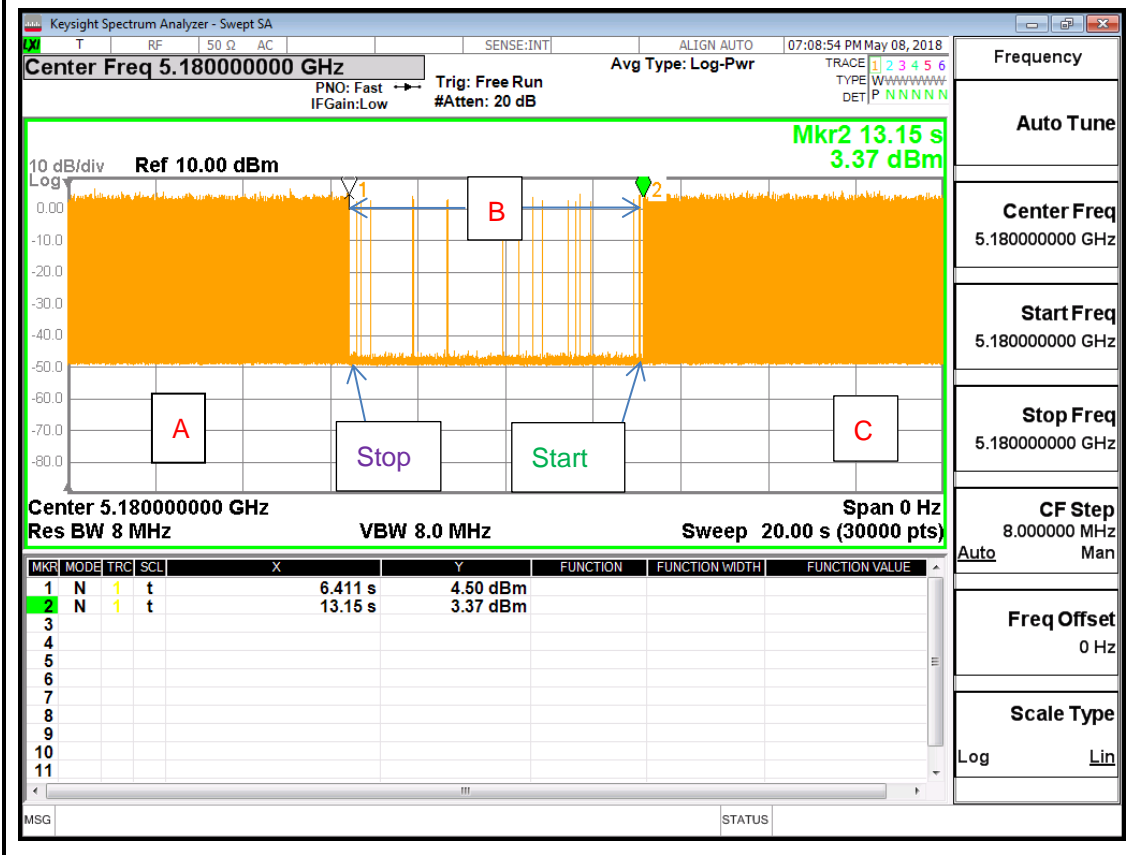 Keysight Spectrum Analyzer - Swept SA
LXI T RF 50 Ω AC SENSE:INT ALIGN AUTO 07:08:54 PM May 08, 2018
Center Freq 5.180000000 GHz
PNO: Fast
IFGain:Low
Trig: Free Run
#Atten: 20 dB
Avg Type: Log-Pwr
TRACE 1 2 3 4 5 6
TYPE WWWWWW
DET P N N N N N
Mkr2 13.15 s
3.37 dBm
10 dB/div Ref 10.00 dBm
Log
1
2
0.00
-10.0
-20.0
-30.0
-40.0
-50.0
-60.0
-70.0
-80.0
B
A
C
Stop
Start
Center 5.180000000 GHz Span 0 Hz
Res BW 8 MHz VBW 8.0 MHz Sweep 20.00 s (30000 pts)
MKR MODE TRC SCL X Y FUNCTION FUNCTION WIDTH FUNCTION VALUE
1 N 1 t 6.411 s 4.50 dBm
2 N 1 t 13.15 s 3.37 dBm
3
4
5
6
7
8
9
10
11
MSG STATUS
Frequency
Auto Tune
Center Freq
5.180000000 GHz
Start Freq
5.180000000 GHz
Stop Freq
5.180000000 GHz
CF Step
8.000000 MHz
Auto Man
Freq Offset
0 Hz
Scale Type
Log Lin